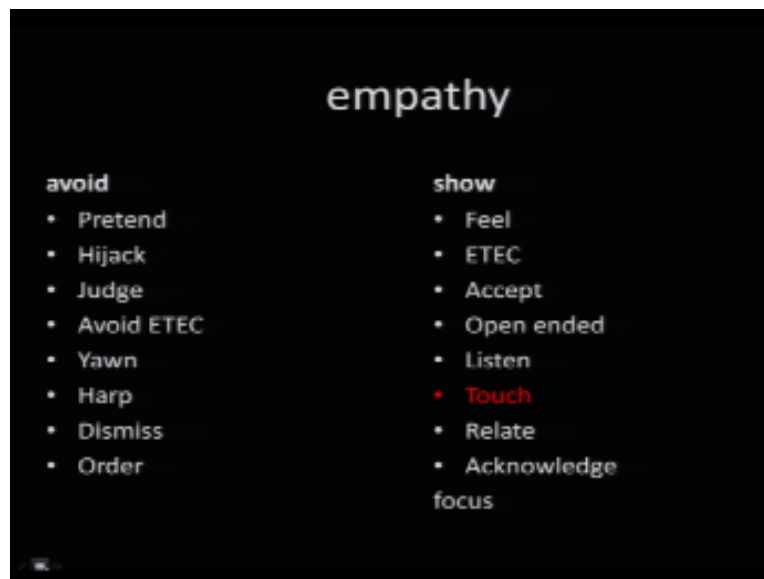 empathy
avoid
• Pretend
• Hijack
• Judge
• Avoid ETEC
• Yawn
• Harp
• Dismiss
• Order
show
• Feel
• ETEC
• Accept
• Open ended
• Listen
• Touch
• Relate
• Acknowledge
focus